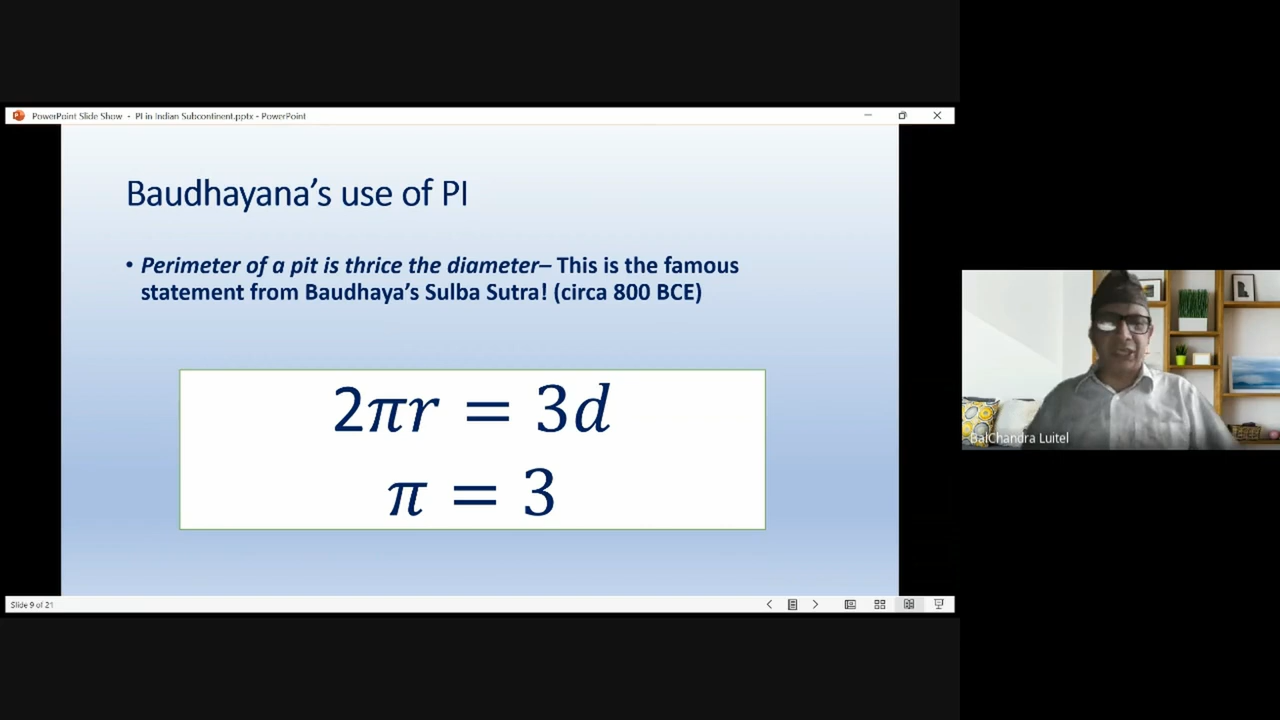 PowerPoint Slide Show - PI in Indian Subcontinent.pptx - PowerPoint
Baudhayana's use of PI
• Perimeter of a pit is thrice the diameter– This is the famous
statement from Baudhaya's Sulba Sutra! (circa 800 BCE)
2πr = 3d
π = 3
BalChandra Luitel
Slide 9 of 21